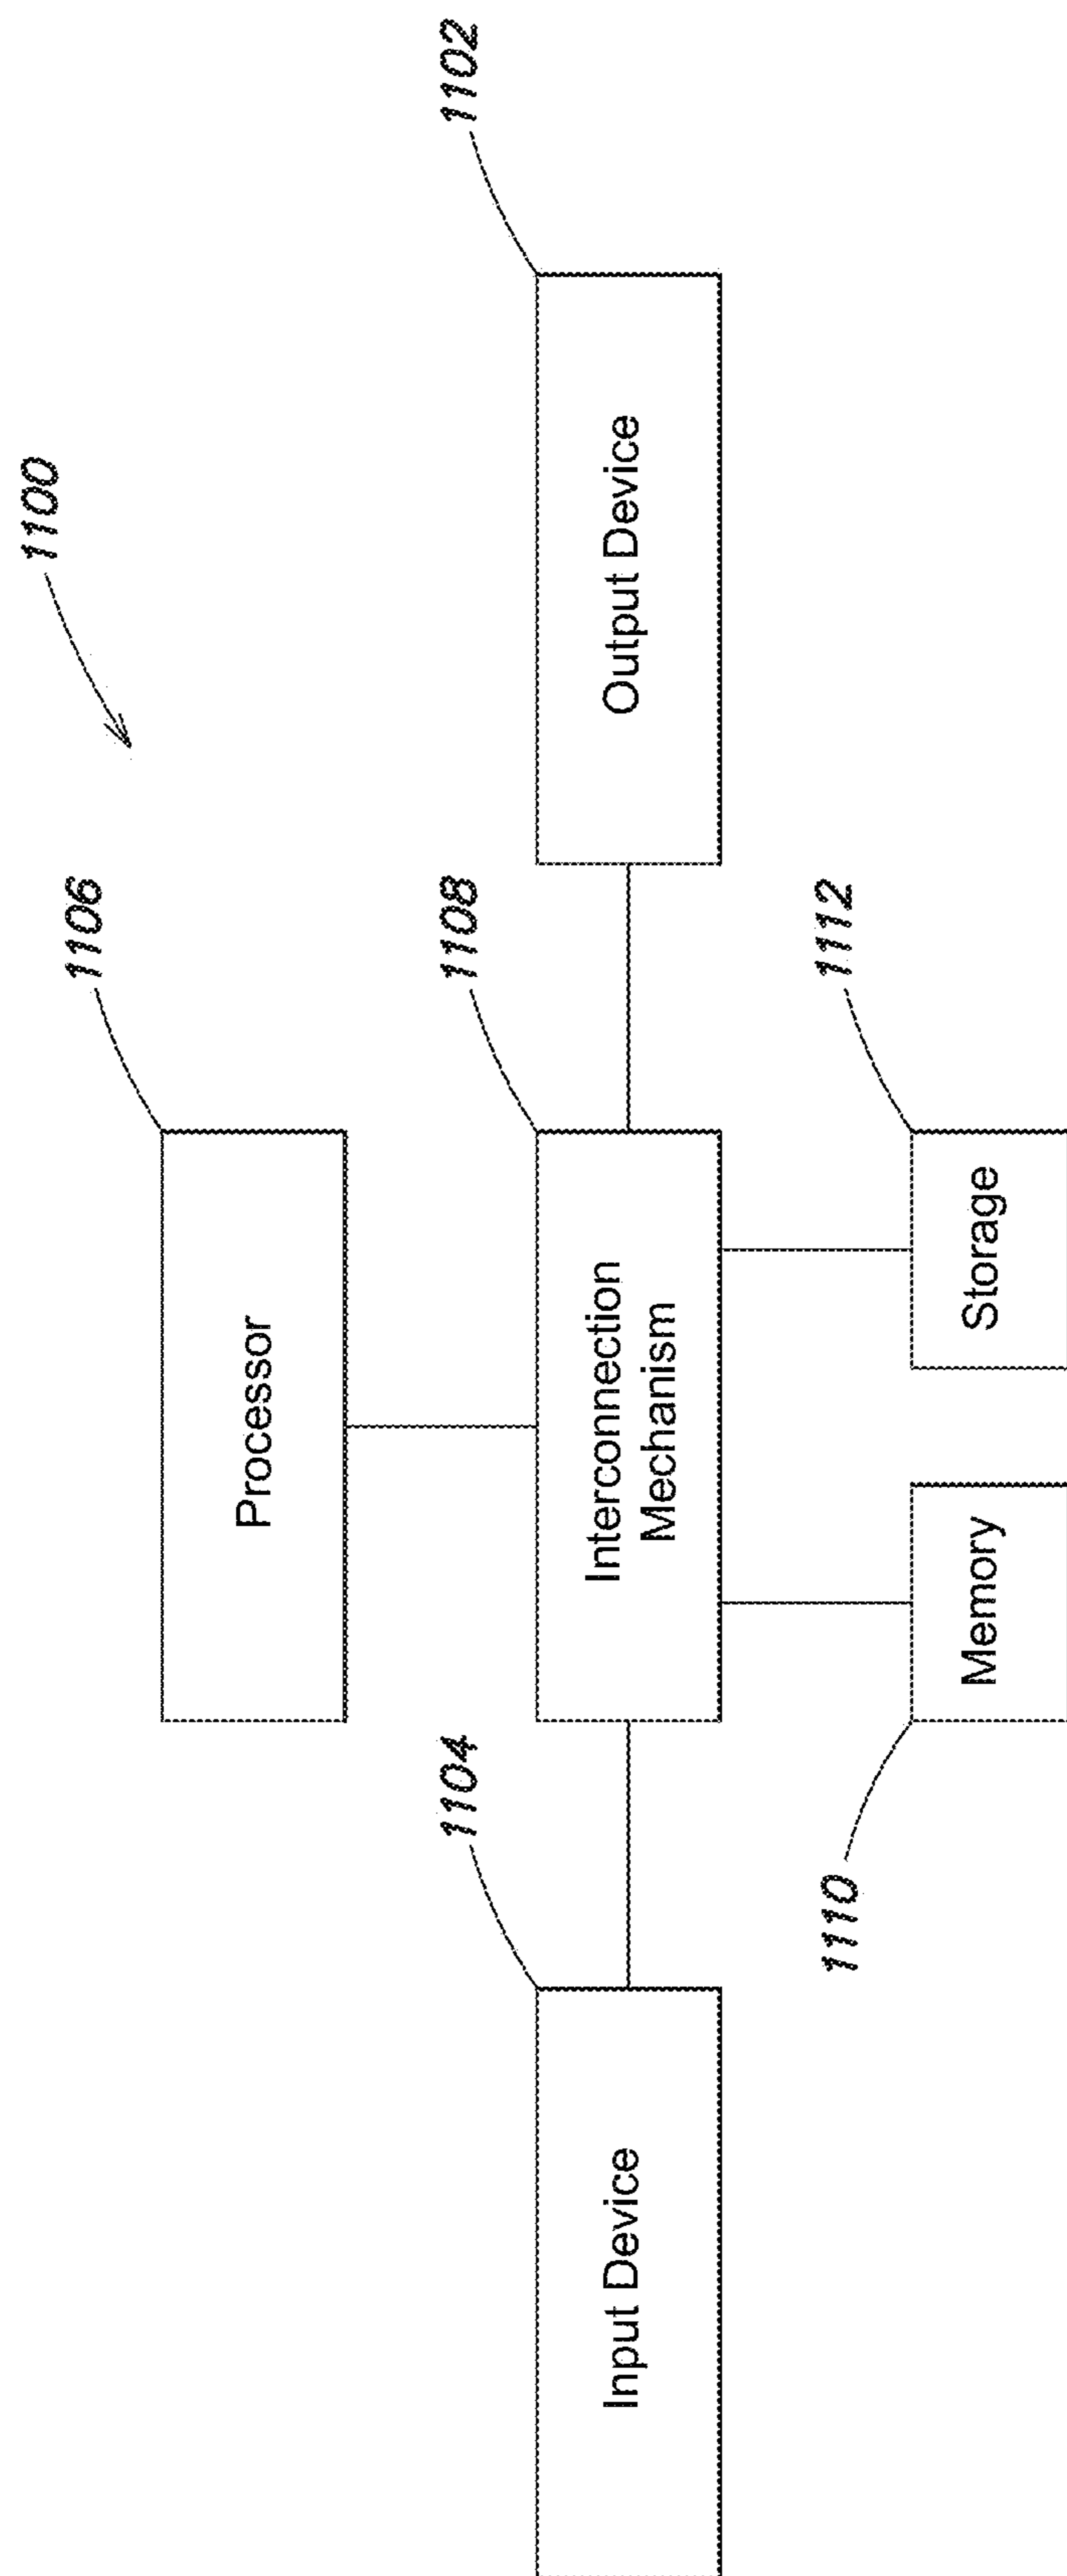 1100
1106
Processor
1104
1108
1102
Input Device
Interconnection
Mechanism
Output Device
1110
1112
Memory
Storage